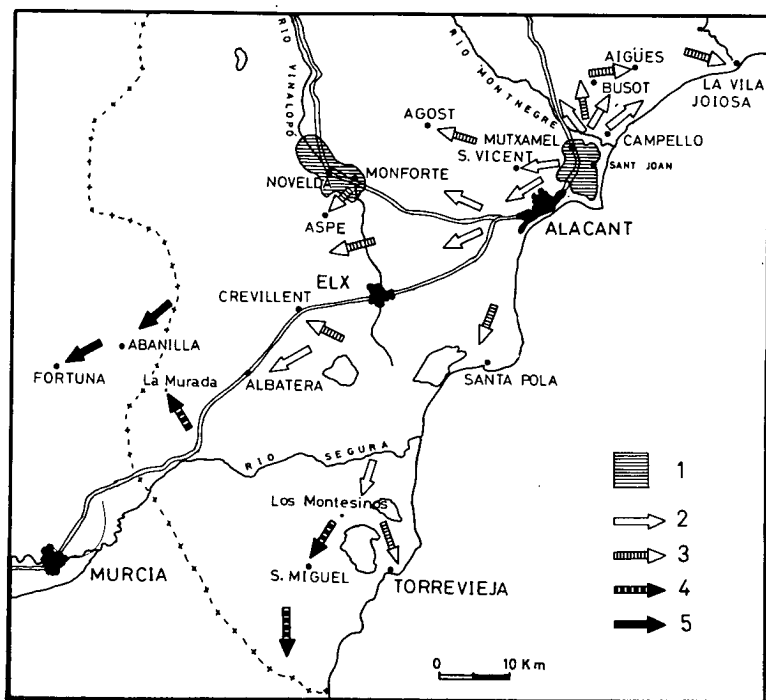 RIO VINALOPÓ
RIO MONTNEGRE
AIGÜES
BUSOT
LA VILA
JOIOSA
AGOST
MUTXAMEL
S. VICENT
CAMPELLO
SANT JOAN
NOVELDA
MONFORTE
ASPE
ALACANT
ELX
CREVILLENT
ABANILLA
FORTUNA
La Murada
ALBATERA
SANTA POLA
RIO SEGURA
Los Montesinos
S. MIGUEL
TORREVIEJA
MURCIA
1
2
3
4
5
0 10 Km